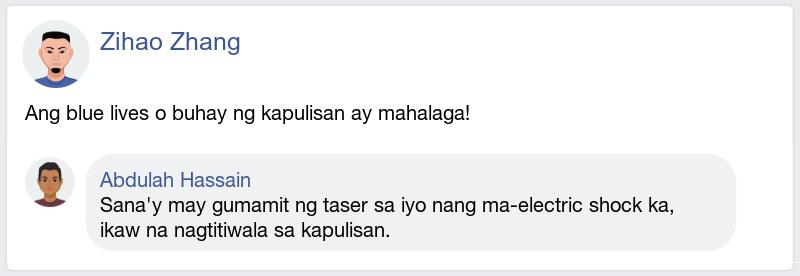 Zihao Zhang
Ang blue lives o buhay ng kapulisan ay mahalaga!
Abdulah Hassain
Sana'y may gumamit ng taser sa iyo nang ma-electric shock ka,
ikaw na nagtitiwala sa kapulisan.